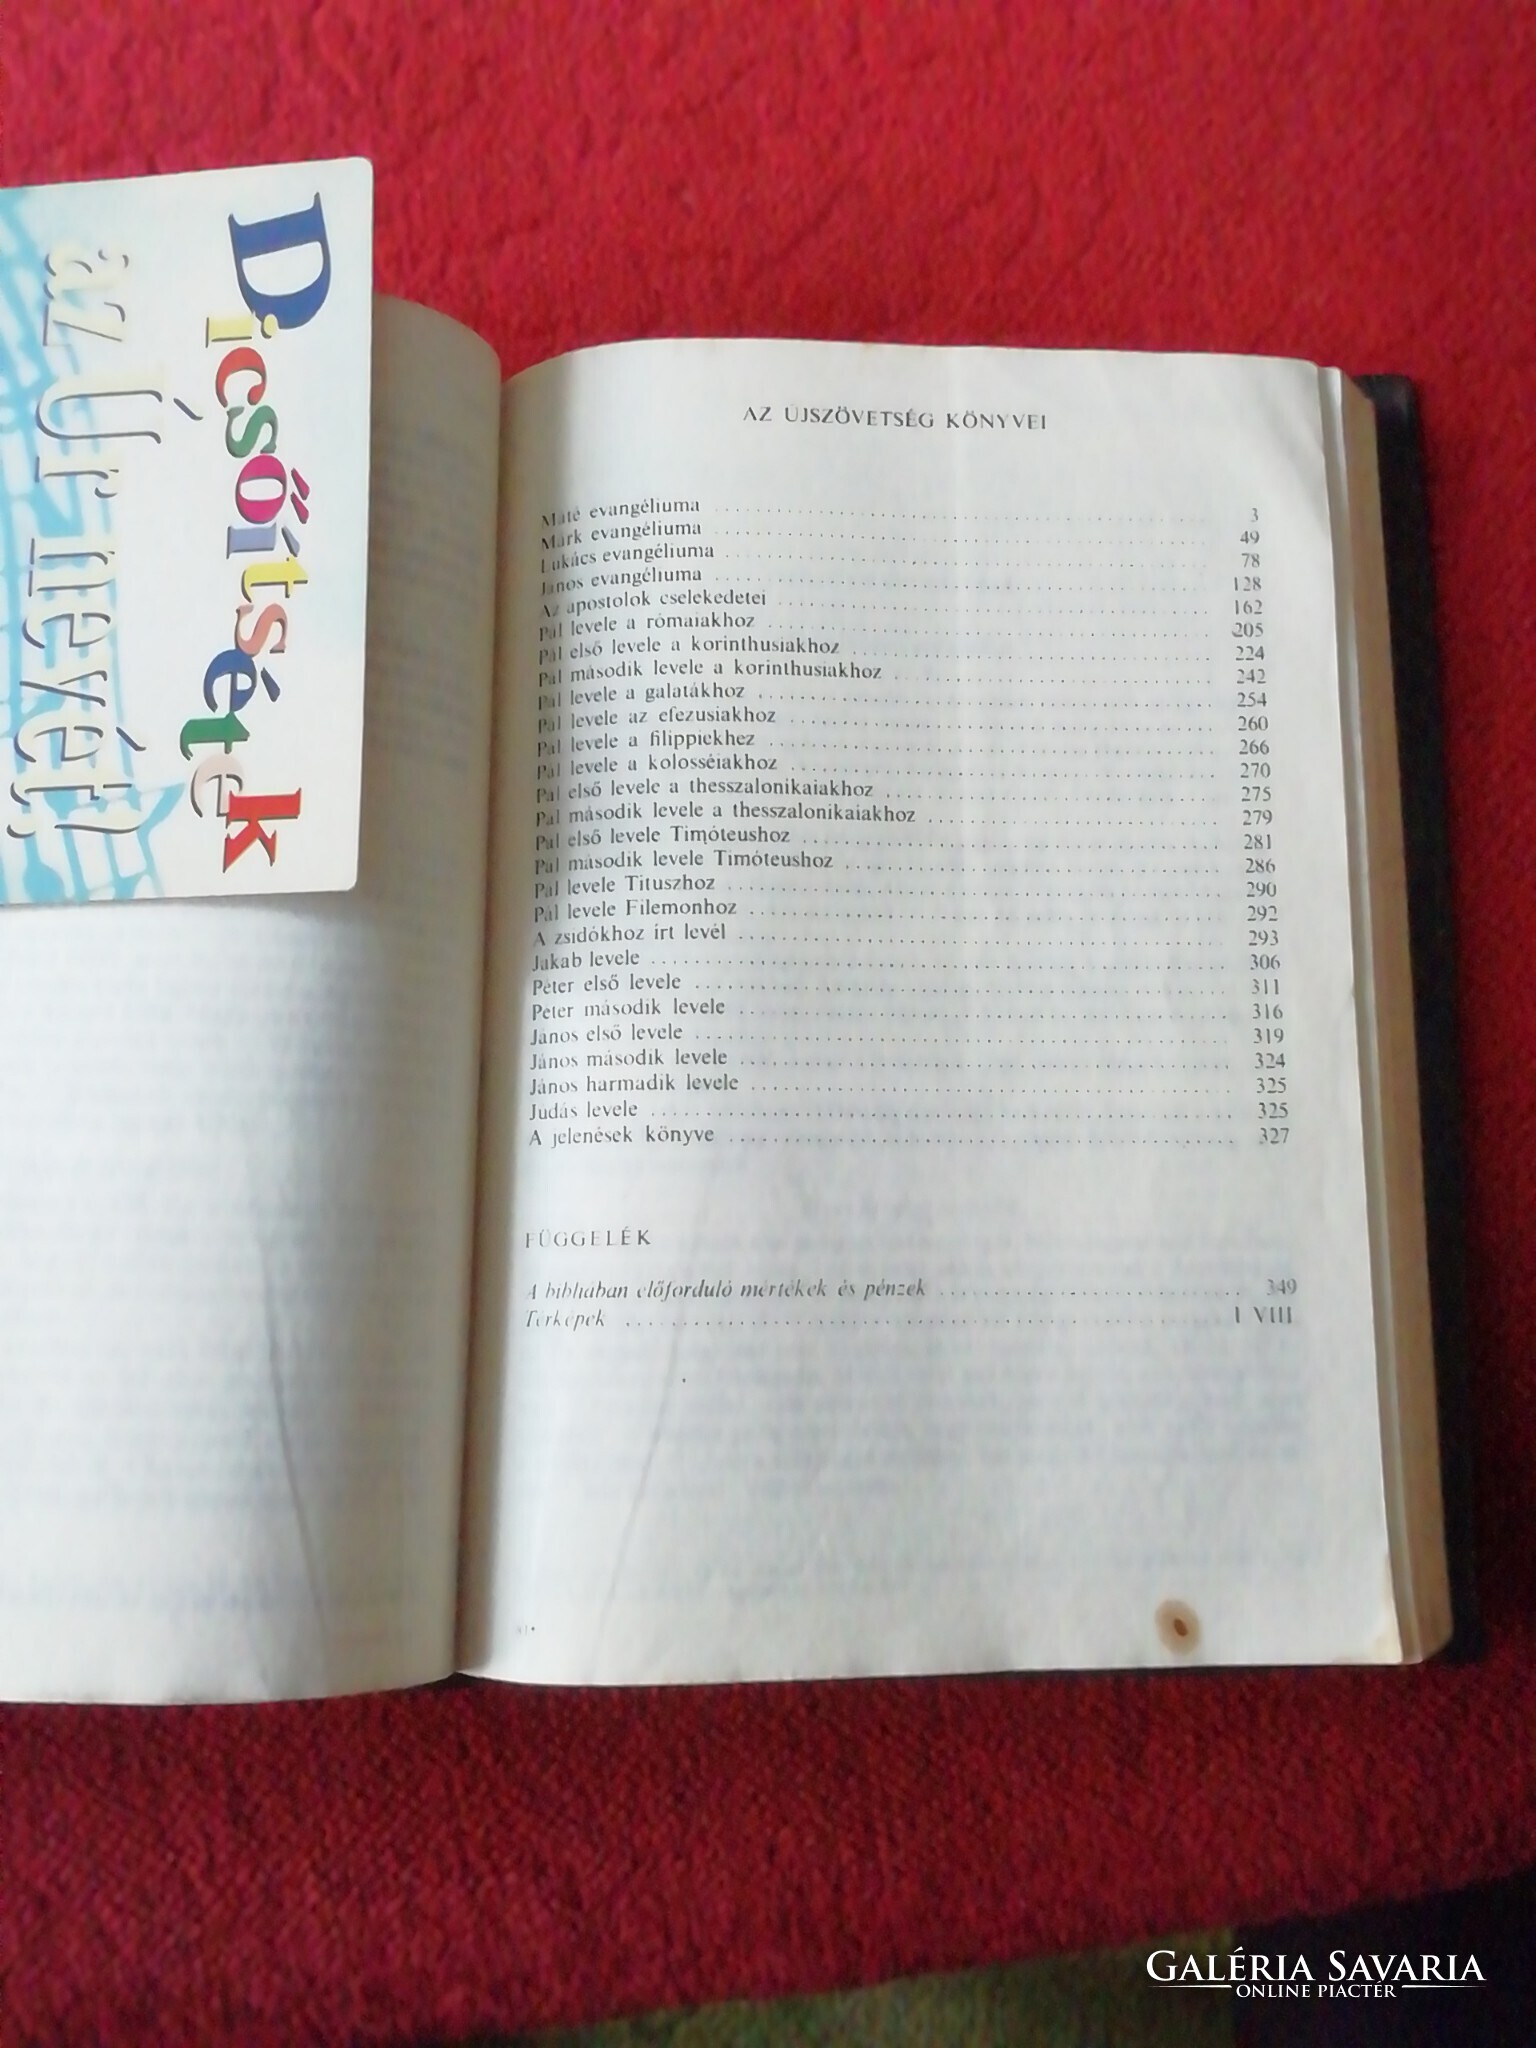 Dicsőítsétek
az Úr nevét!
AZ ÚJSZÖVETSÉG KÖNYVEI
Máté evangéliuma 3
Márk evangéliuma 49
Lukács evangéliuma 78
János evangéliuma 128
Az apostolok cselekedetei 162
Pál levele a rómaiakhoz 205
Pál első levele a korinthusiakhoz 224
Pál második levele a korinthusiakhoz 242
Pál levele a galatákhoz 254
Pál levele az efezusiakhoz 260
Pál levele a filippiekhez 266
Pál levele a kolosséiakhoz 270
Pál első levele a thesszalonikaiakhoz 275
Pál második levele a thesszalonikaiakhoz 279
Pál első levele Timóteushoz 281
Pál második levele Timóteushoz 286
Pál levele Tituszhoz 290
Pál levele Filemonhoz 292
A zsidókhoz írt levél 293
Jakab levele 306
Péter első levele 311
Péter második levele 316
János első levele 319
János második levele 324
János harmadik levele 325
Judás levele 325
A jelenések könyve 327
FÜGGELÉK
A bibliában előforduló mértékek és pénzek 349
Térképek I VIII
GALÉRIA SAVARIA
ONLINE PIACTÉR